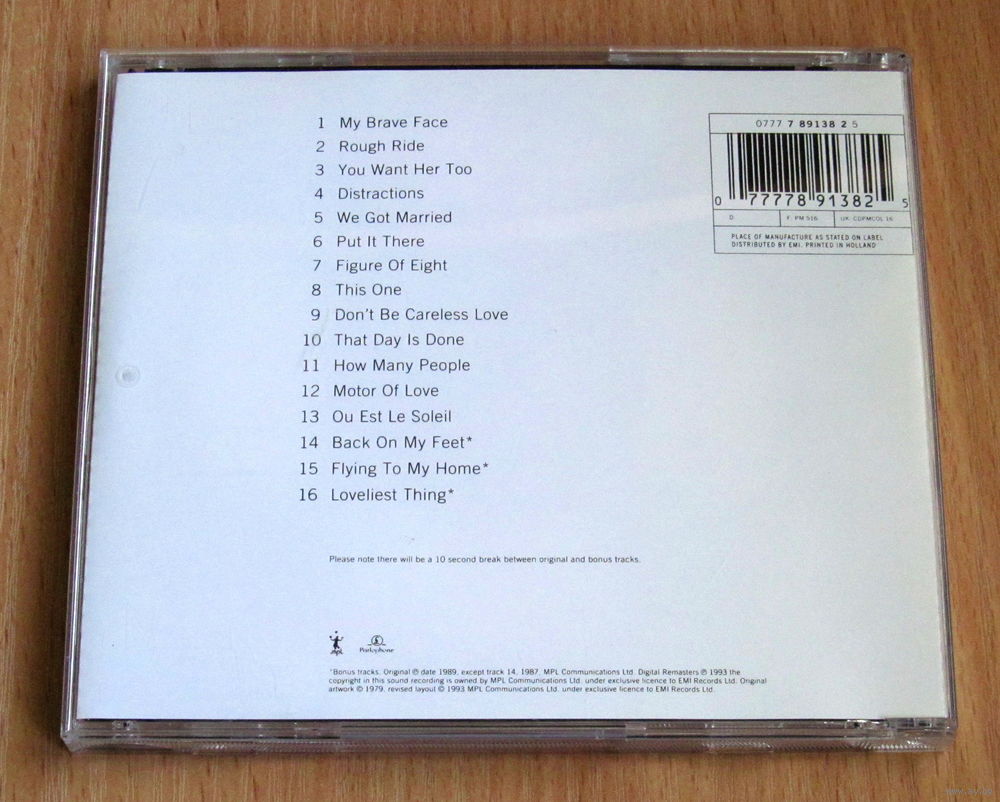 1 My Brave Face
2 Rough Ride
3 You Want Her Too
4 Distractions
5 We Got Married
6 Put It There
7 Figure Of Eight
8 This One
9 Don't Be Careless Love
10 That Day Is Done
11 How Many People
12 Motor Of Love
13 Ou Est Le Soleil
14 Back On My Feet*
15 Flying To My Home*
16 Loveliest Thing*
0777 7 89138 2 5
0 77778 91382 5
D F: PM 516 UK: CDPMCOL 16
PLACE OF MANUFACTURE AS STATED ON LABEL
DISTRIBUTED BY EMI. PRINTED IN HOLLAND
Please note there will be a 10 second break between original and bonus tracks.
MPL Parlophone
*Bonus tracks. Original ℗ date 1989, except track 14, 1987, MPL Communications Ltd. Digital Remasters ℗ 1993 the
copyright in this sound recording is owned by MPL Communications Ltd. under exclusive licence to EMI Records Ltd. Original
artwork © 1979, revised layout © 1993 MPL Communications Ltd. under exclusive licence to EMI Records Ltd.